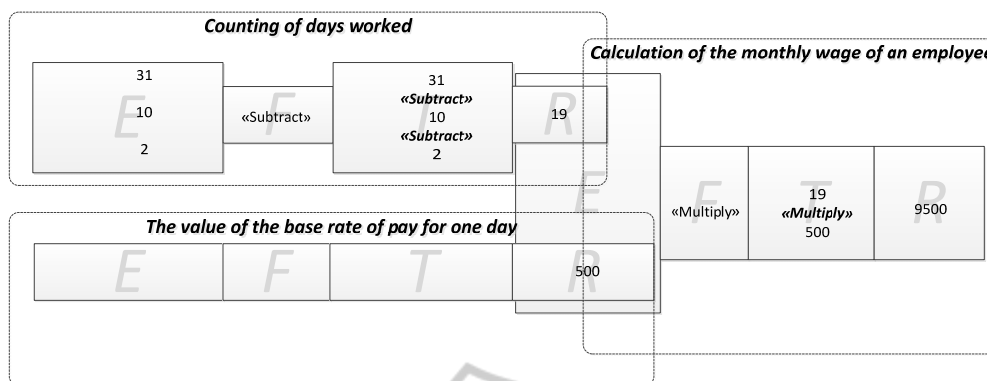 Counting of days worked
31
10
2
E
«Subtract»
F
31
«Subtract»
10
«Subtract»
2
19
R
Calculation of the monthly wage of an employee
E
«Multiply»
F
19
«Multiply»
500
T
9500
R
The value of the base rate of pay for one day
E
F
T
500
R